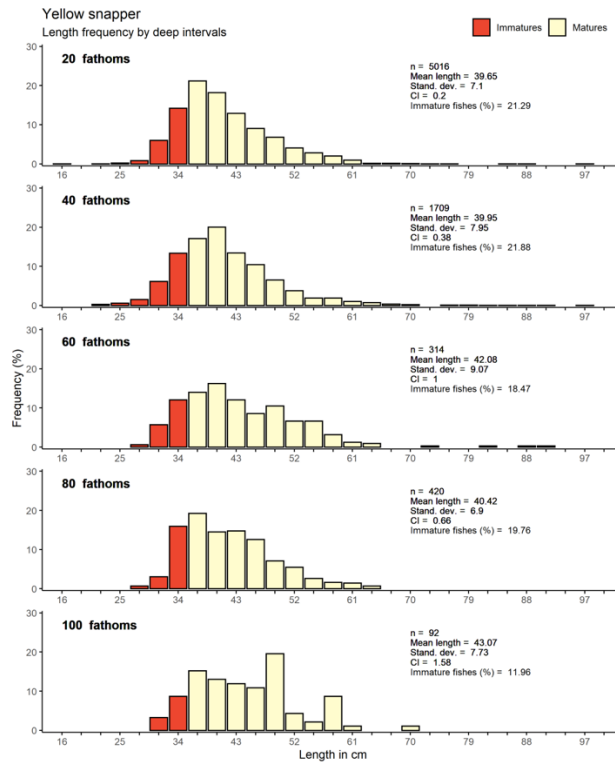 Yellow snapper
Length frequency by deep intervals
Immatures Matures
20 fathoms
n = 5016
Mean length = 39.65
Stand. dev. = 7.1
CI = 0.2
Immature fishes (%) = 21.29
30
20
10
0
16 25 34 43 52 61 70 79 88 97
40 fathoms
n = 1709
Mean length = 39.95
Stand. dev. = 7.95
CI = 0.38
Immature fishes (%) = 21.88
30
20
10
0
16 25 34 43 52 61 70 79 88 97
60 fathoms
n = 314
Mean length = 42.08
Stand. dev. = 9.07
CI = 1
Immature fishes (%) = 18.47
30
20
10
0
16 25 34 43 52 61 70 79 88 97
Frequency (%)
80 fathoms
n = 420
Mean length = 40.42
Stand. dev. = 6.9
CI = 0.66
Immature fishes (%) = 19.76
30
20
10
0
16 25 34 43 52 61 70 79 88 97
100 fathoms
n = 92
Mean length = 43.07
Stand. dev. = 7.73
CI = 1.58
Immature fishes (%) = 11.96
30
20
10
0
16 25 34 43 52 61 70 79 88 97
Length in cm